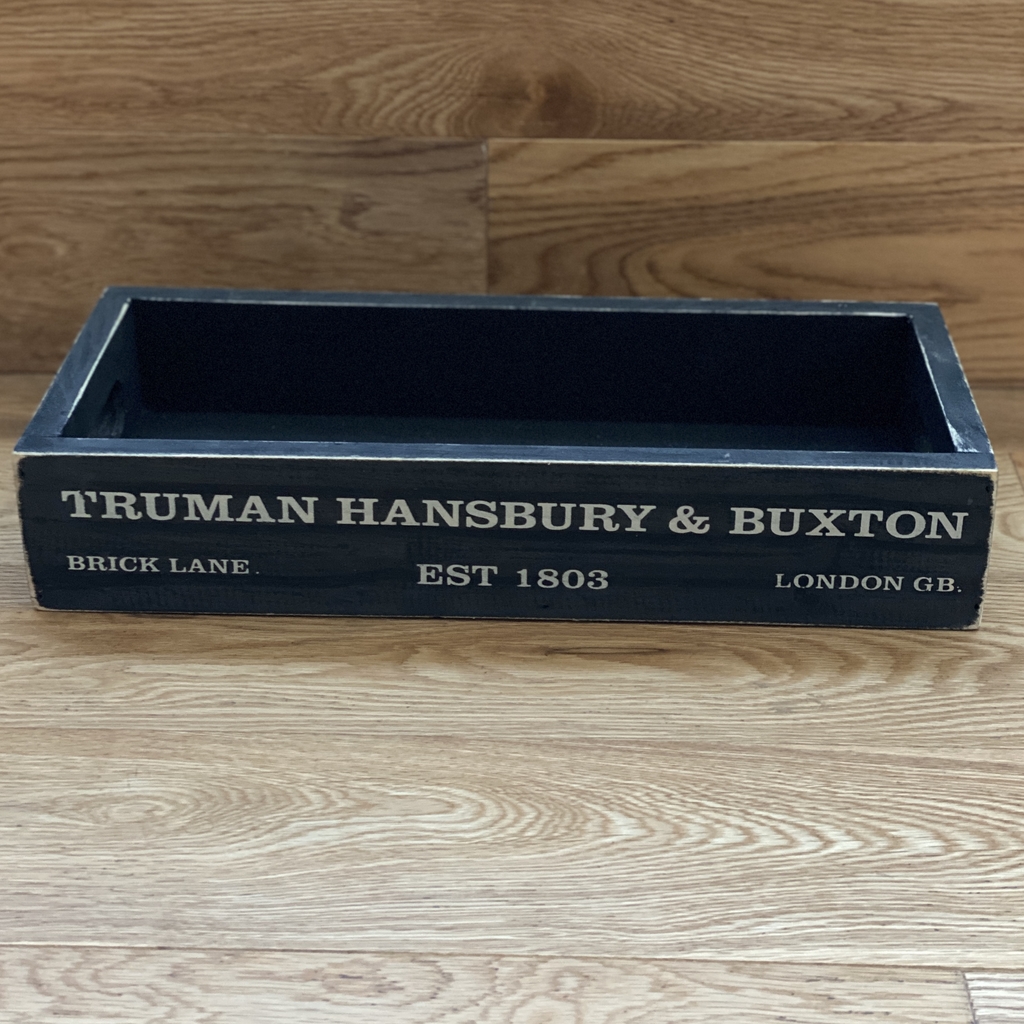 TRUMAN HANSBURY & BUXTON
BRICK LANE. EST 1803 LONDON GB.